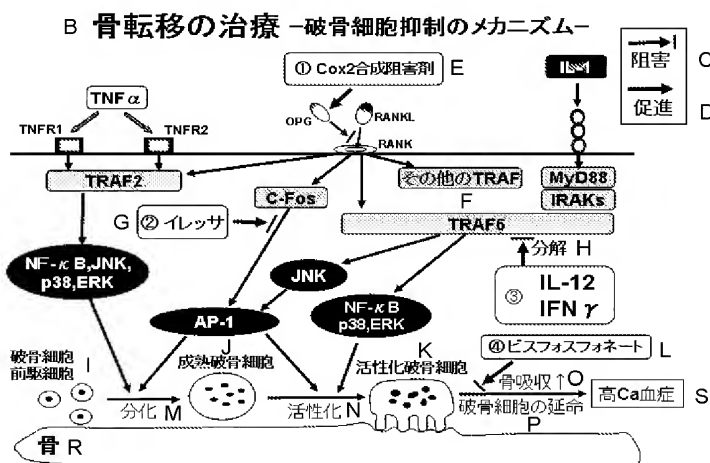 B 骨転移の治療 -破骨細胞抑制のメカニズム-
① Cox2合成阻害剤 E
IL-1
阻害 C
促進 D
TNF α
TNFR1
TNFR2
OPG
RANKL
RANK
TRAF2
C-Fos
その他のTRAF
F
MyD88
IRAKs
G ② イレッサ
TRAF6
分解 H
NF-κ B,JNK,
p38,ERK
JNK
NF-κ B
p38,ERK
③ IL-12
IFN γ
AP-1
J
K
破骨細胞
前駆細胞
I
成熟破骨細胞
活性化破骨細胞
④ビスフォスフォネート L
分化 M
活性化 N
骨吸収↑O
破骨細胞の延命
P
高Ca血症 S
骨 R